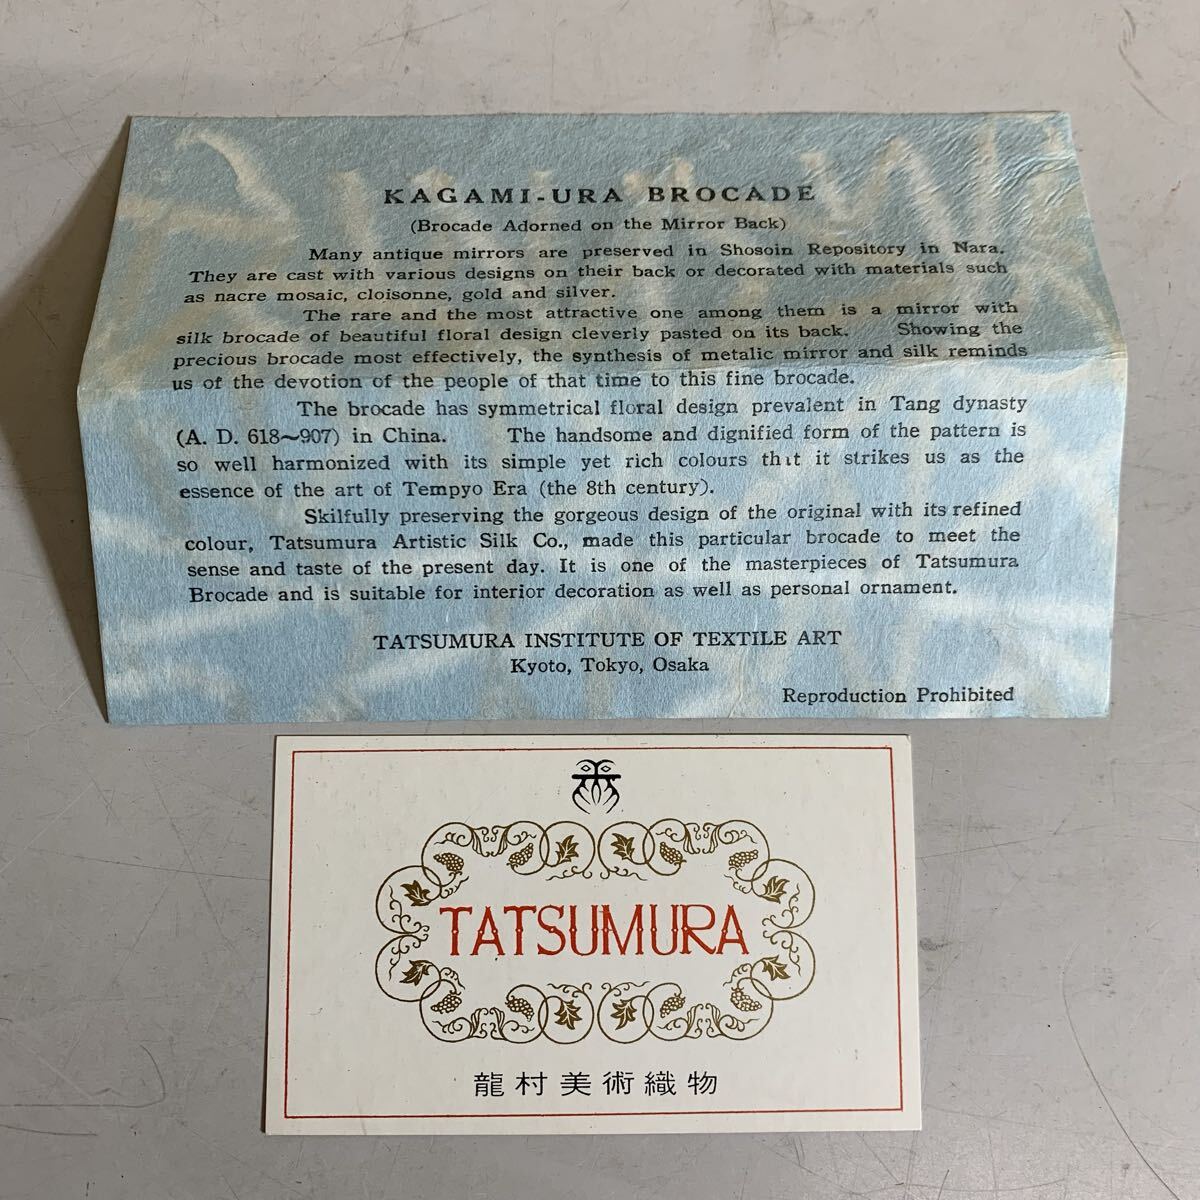 KAGAMI-URA BROCADE
(Brocade Adorned on the Mirror Back)
Many antique mirrors are preserved in Shosoin Repository in Nara.
They are cast with various designs on their back or decorated with materials such
as nacre mosaic, cloisonne, gold and silver.
The rare and the most attractive one among them is a mirror with
silk brocade of beautiful floral design cleverly pasted on its back. Showing the
precious brocade most effectively, the synthesis of metalic mirror and silk reminds
us of the devotion of the people of that time to this fine brocade.
The brocade has symmetrical floral design prevalent in Tang dynasty
(A. D. 618~907) in China. The handsome and dignified form of the pattern is
so well harmonized with its simple yet rich colours that it strikes us as the
essence of the art of Tempyo Era (the 8th century).
Skilfully preserving the gorgeous design of the original with its refined
colour, Tatsumura Artistic Silk Co., made this particular brocade to meet the
sense and taste of the present day. It is one of the masterpieces of Tatsumura
Brocade and is suitable for interior decoration as well as personal ornament.
TATSUMURA INSTITUTE OF TEXTILE ART
Kyoto, Tokyo, Osaka
Reproduction Prohibited
TATSUMURA
龍村美術織物